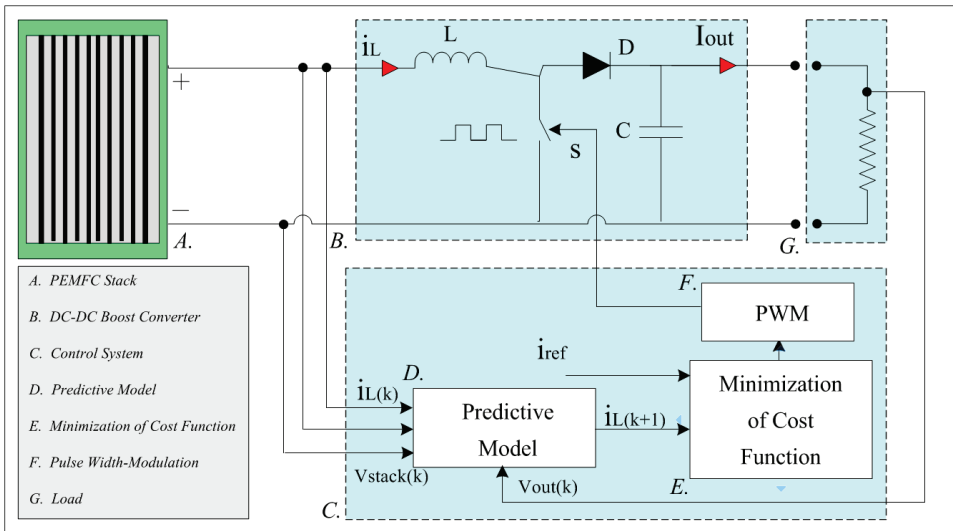 iL
L
D
Iout
+
S
C
−
A.
B.
G.
A. PEMFC Stack
B. DC-DC Boost Converter
C. Control System
D. Predictive Model
E. Minimization of Cost Function
F. Pulse Width-Modulation
G. Load
F.
PWM
iref
D.
iL(k)
Predictive
Model
iL(k+1)
Minimization
of Cost
Function
Vstack(k)
Vout(k)
E.
C.